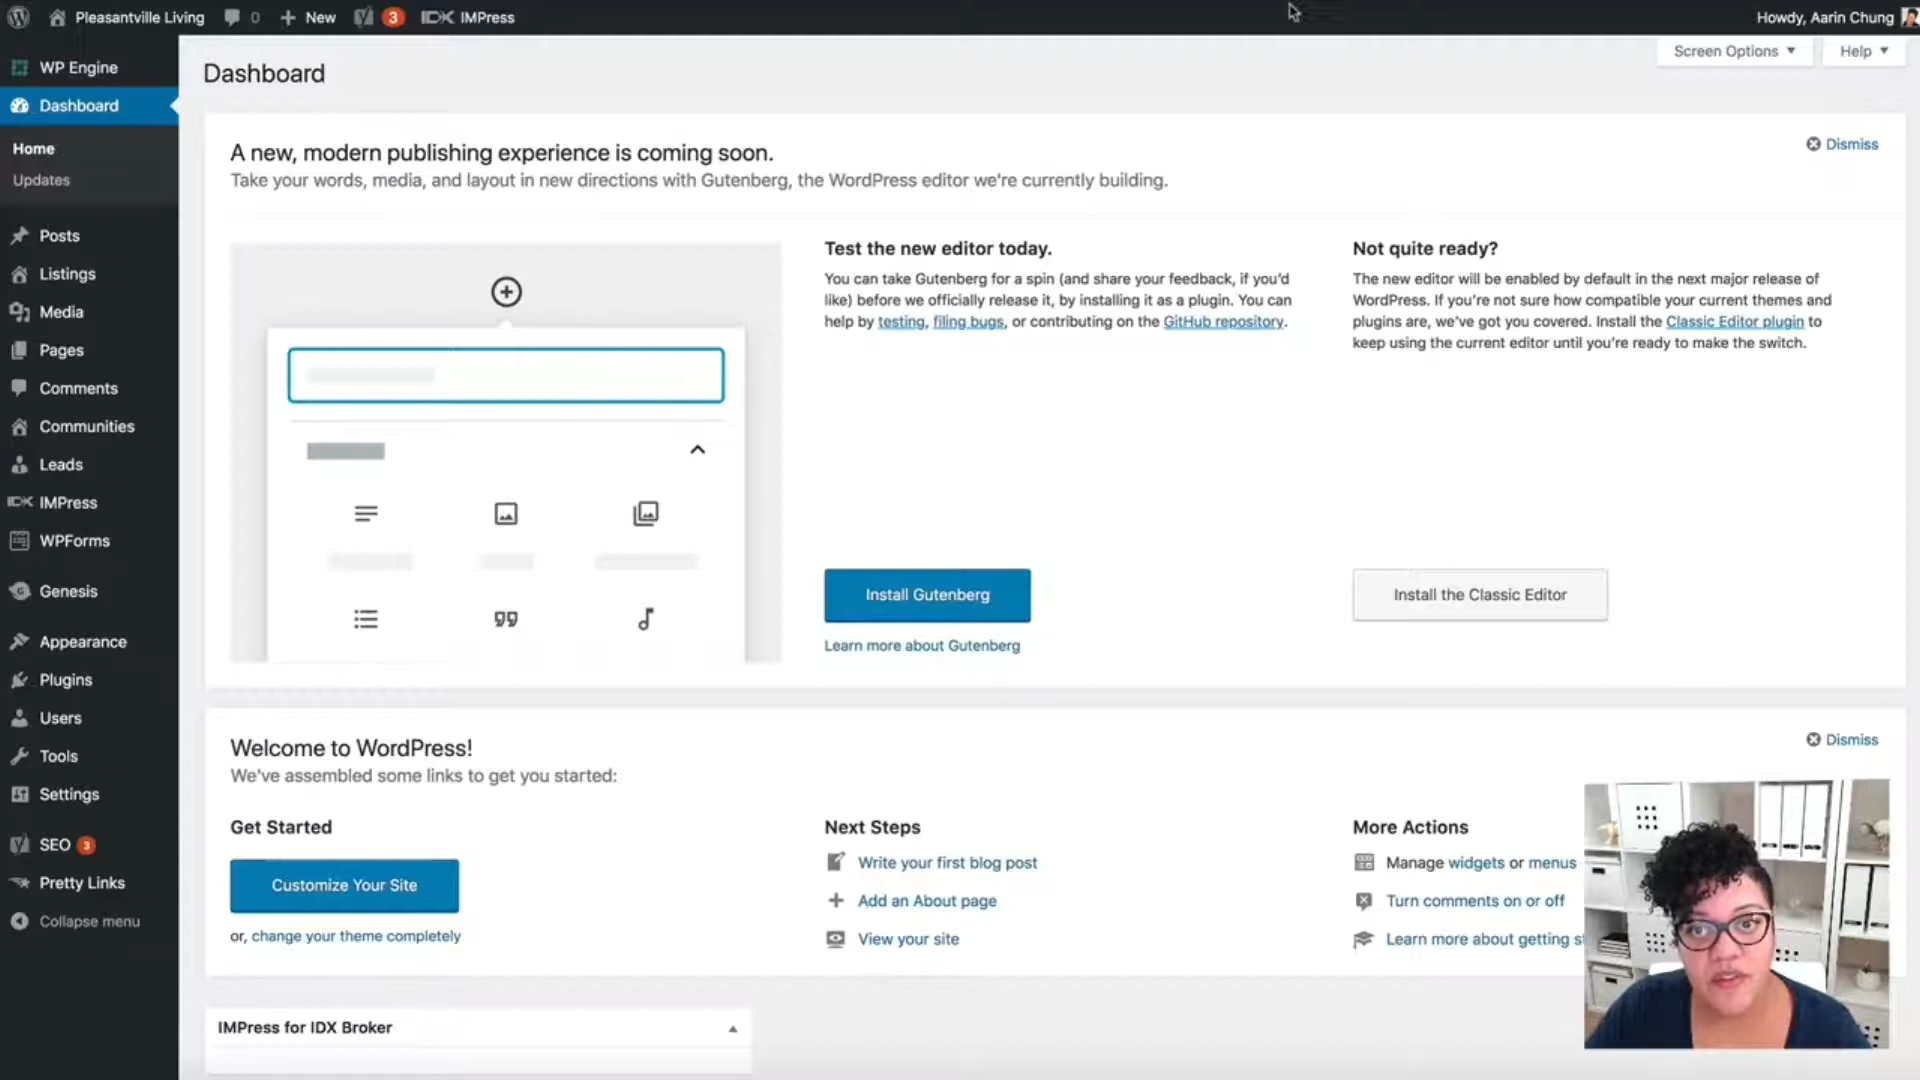 Pleasantville Living 0 New 3 IDX IMPress Howdy, Aarin Chung
Screen Options Help
WP Engine
Dashboard
Home
Updates
Posts
Listings
Media
Pages
Comments
Communities
Leads
IDX IMPress
WPForms
Genesis
Appearance
Plugins
Users
Tools
Settings
SEO 3
Pretty Links
Collapse menu
Dashboard
A new, modern publishing experience is coming soon.
Dismiss
Take your words, media, and layout in new directions with Gutenberg, the WordPress editor we're currently building.
Test the new editor today.
You can take Gutenberg for a spin (and share your feedback, if you'd
like) before we officially release it, by installing it as a plugin. You can
help by testing, filing bugs, or contributing on the GitHub repository.
Install Gutenberg
Learn more about Gutenberg
Not quite ready?
The new editor will be enabled by default in the next major release of
WordPress. If you're not sure how compatible your current themes and
plugins are, we've got you covered. Install the Classic Editor plugin to
keep using the current editor until you're ready to make the switch.
Install the Classic Editor
Welcome to WordPress!
Dismiss
We've assembled some links to get you started:
Get Started
Customize Your Site
or, change your theme completely
Next Steps
Write your first blog post
Add an About page
View your site
More Actions
Manage widgets or menus
Turn comments on or off
Learn more about getting s
IMPress for IDX Broker